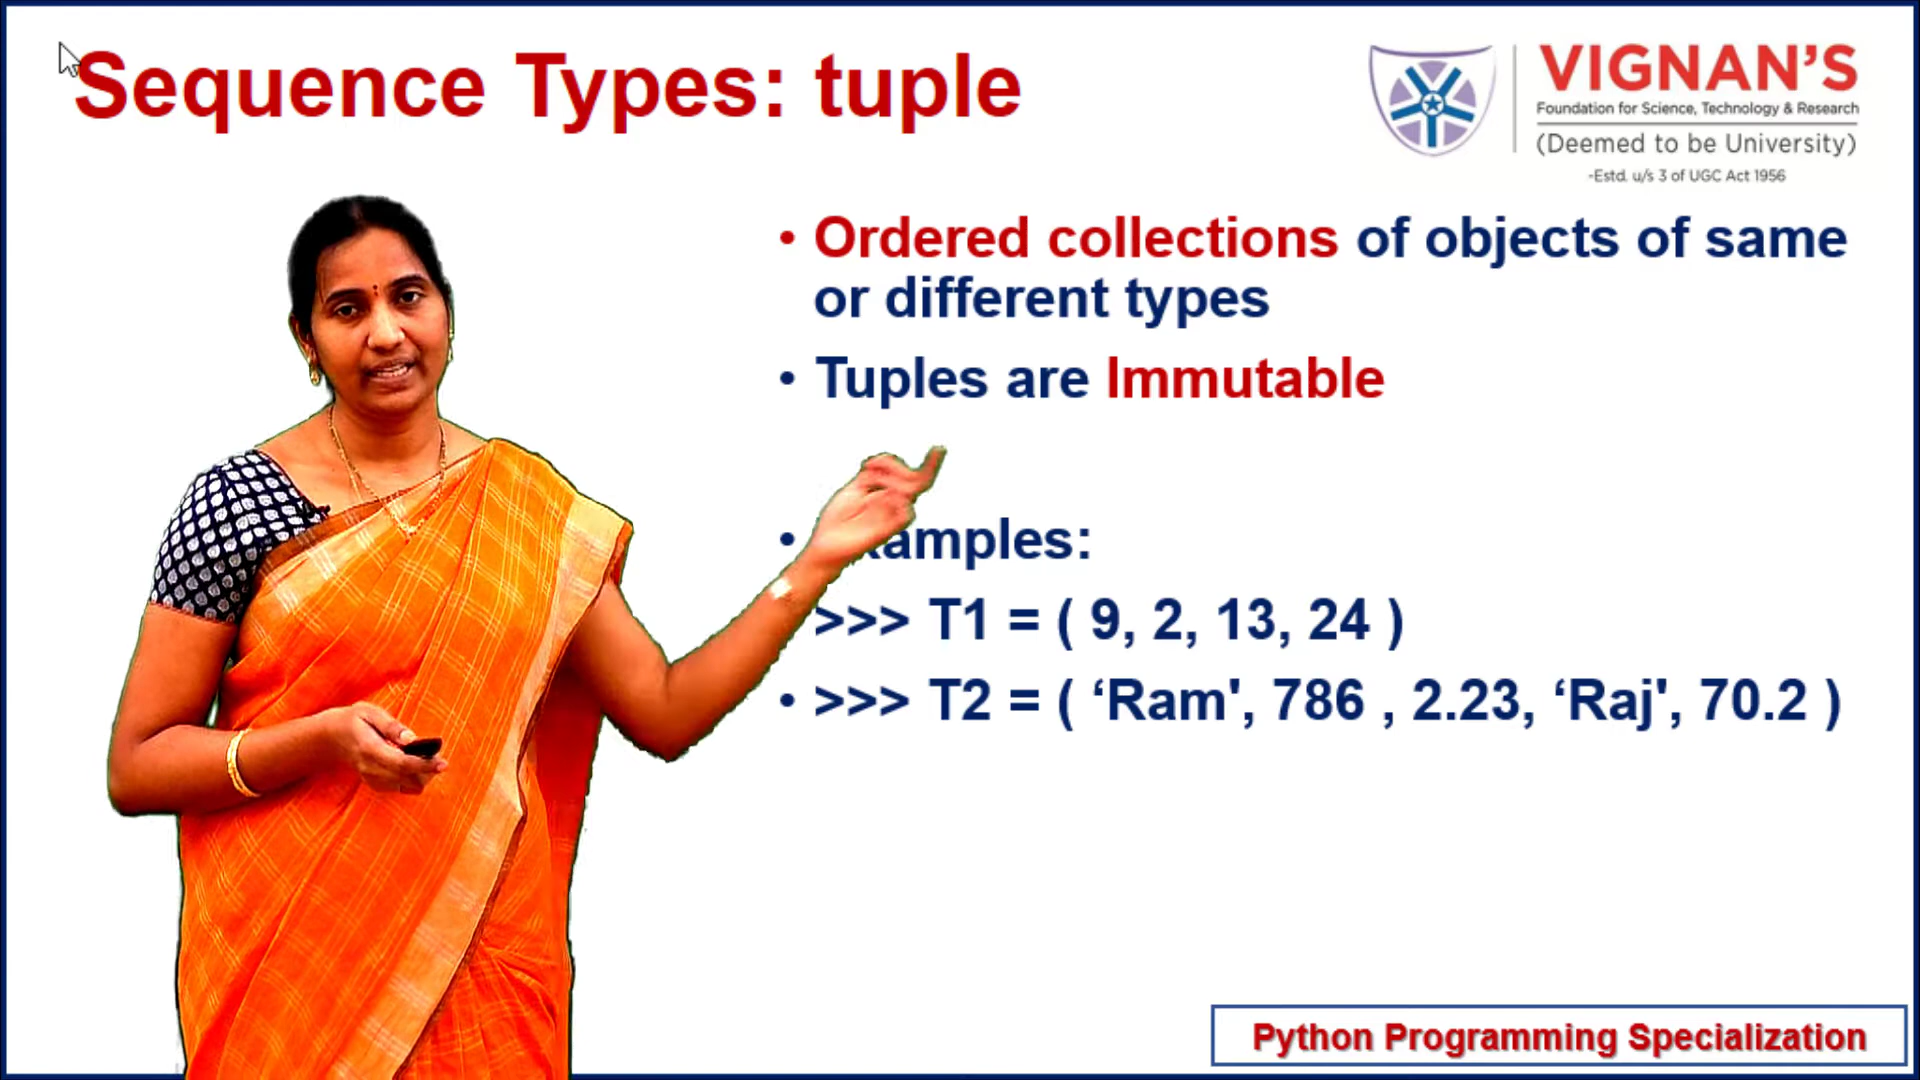 Sequence Types: tuple
VIGNAN'S
Foundation for Science, Technology & Research
(Deemed to be University)
-Estd. u/s 3 of UGC Act 1956
• Ordered collections of objects of same
or different types
• Tuples are Immutable
• >>> T1 = ( 9, 2, 13, 24 )
• >>> T2 = ( ‘Ram', 786 , 2.23, ‘Raj', 70.2 )
Python Programming Specialization